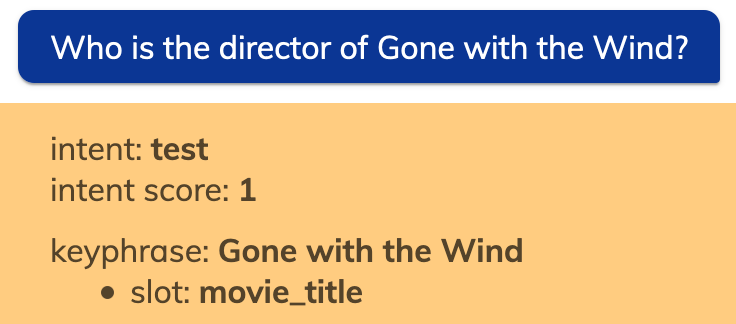 Who is the director of Gone with the Wind?
intent: test
intent score: 1
keyphrase: Gone with the Wind
• slot: movie_title